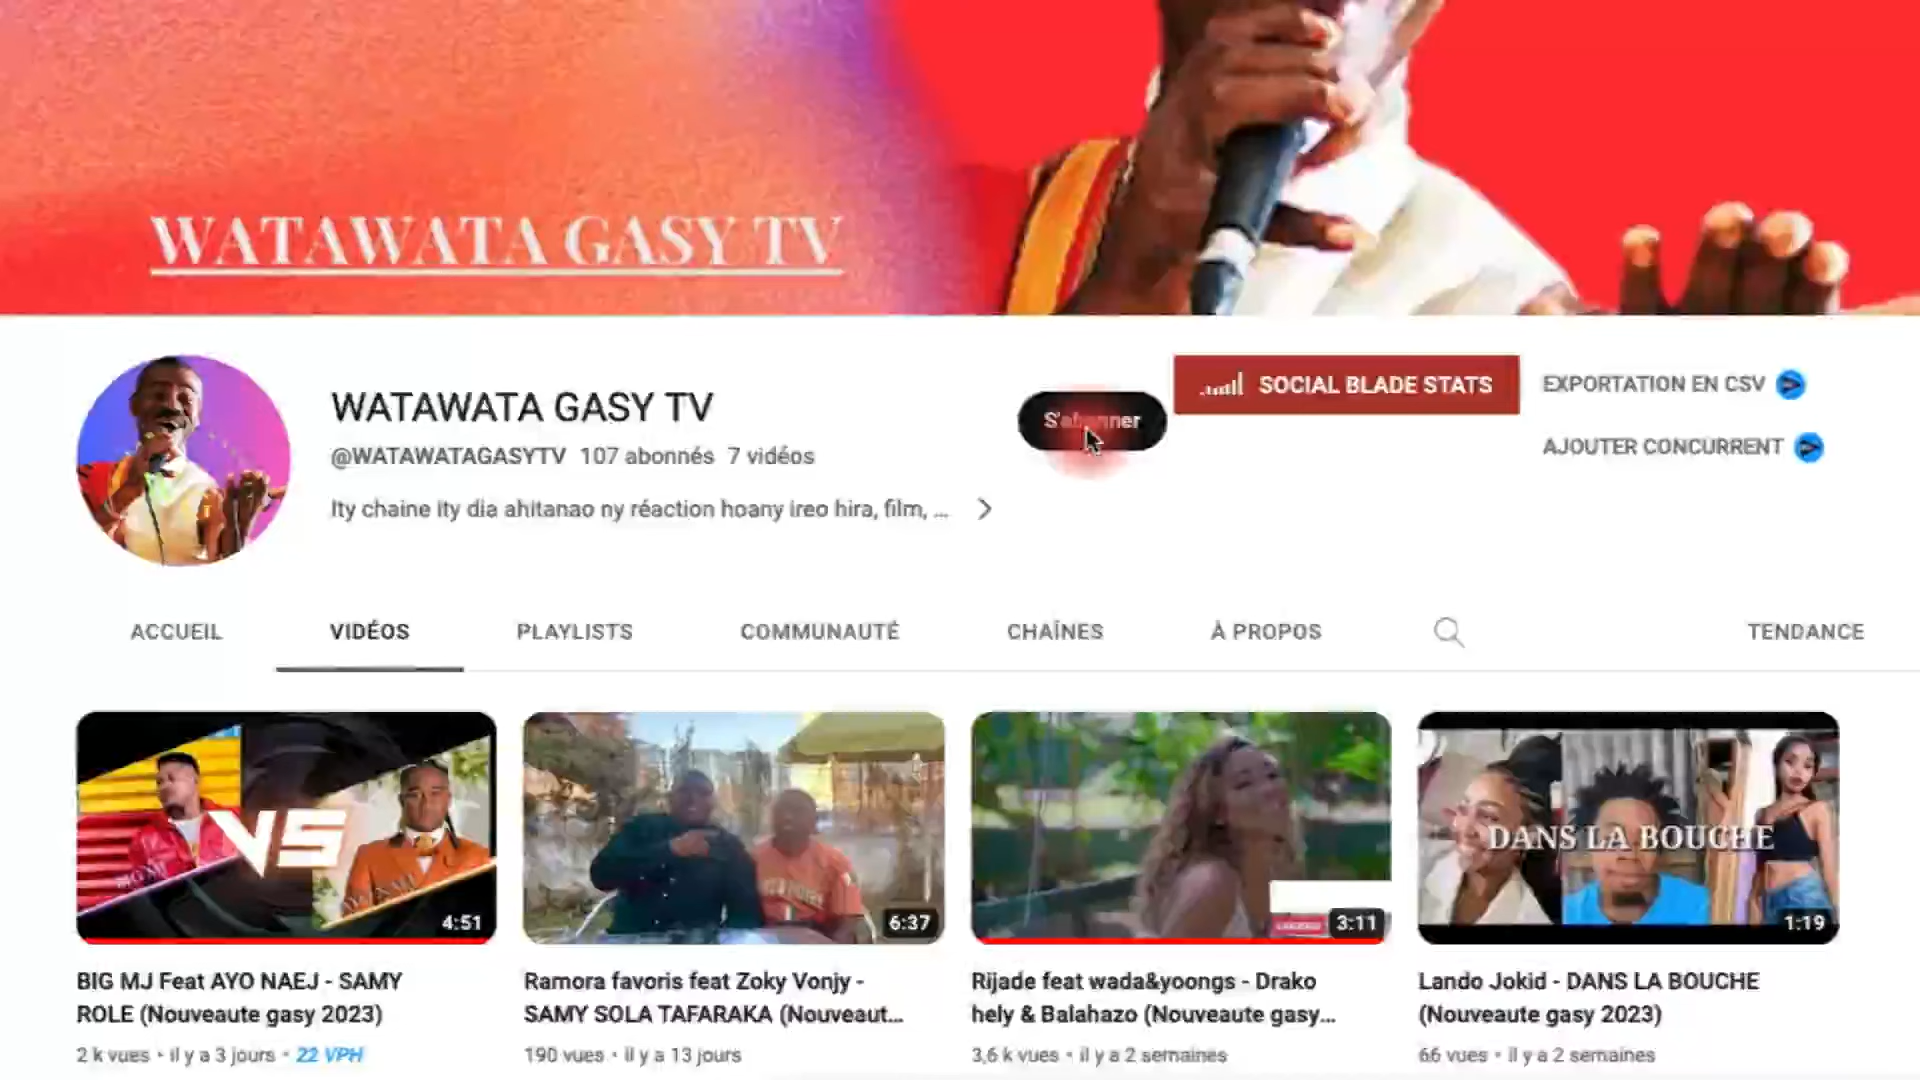 WATAWATA GASY TV
WATAWATA GASY TV
@WATAWATAGASYTV 107 abonnés 7 vidéos
Ity chaine ity dia ahitanao ny réaction hoany ireo hira, film, ...
S'abonner
SOCIAL BLADE STATS
EXPORTATION EN CSV
AJOUTER CONCURRENT
ACCUEIL VIDÉOS PLAYLISTS COMMUNAUTÉ CHAÎNES À PROPOS TENDANCE
VS
4:51
6:37
3:11
DANS LA BOUCHE
1:19
BIG MJ Feat AYO NAEJ - SAMY
ROLE (Nouveaute gasy 2023)
2 k vues • il y a 3 jours • 22 VPH
Ramora favoris feat Zoky Vonjy -
SAMY SOLA TAFARAKA (Nouveaut...
190 vues • il y a 13 jours
Rijade feat wada&yoongs - Drako
hely & Balahazo (Nouveaute gasy...
3,6 k vues • il y a 2 semaines
Lando Jokid - DANS LA BOUCHE
(Nouveaute gasy 2023)
66 vues • il y a 2 semaines